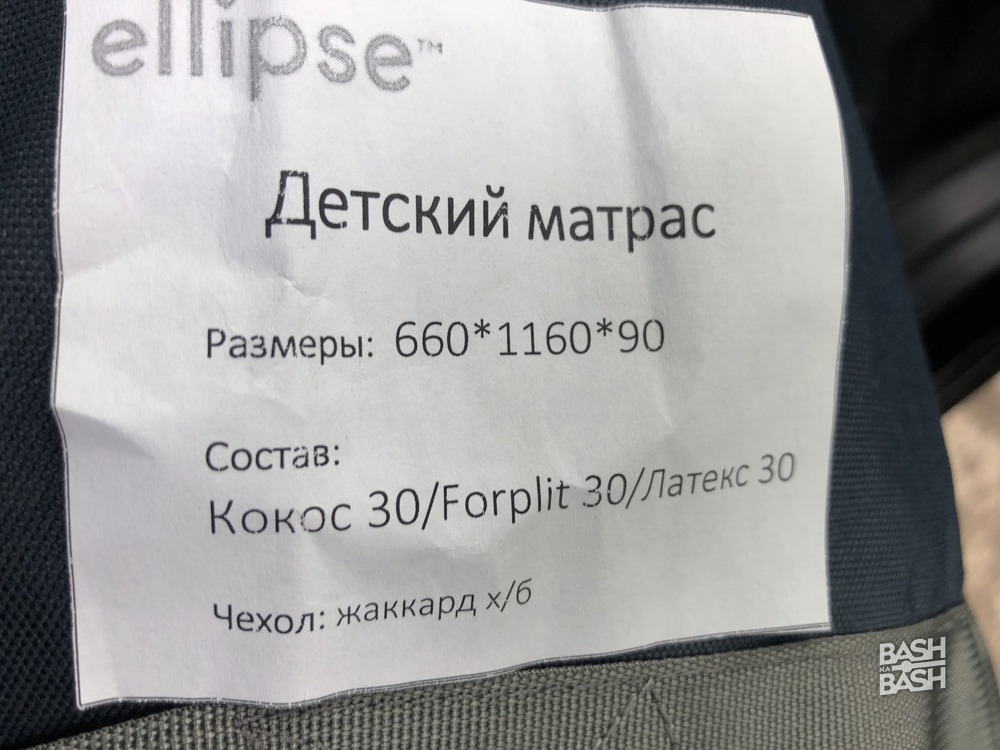 ellipse™
Детский матрас
Размеры: 660*1160*90
Состав:
Кокос 30/Forplit 30/Латекс 30
Чехол: жаккард х/б
BASH
NA
BASH